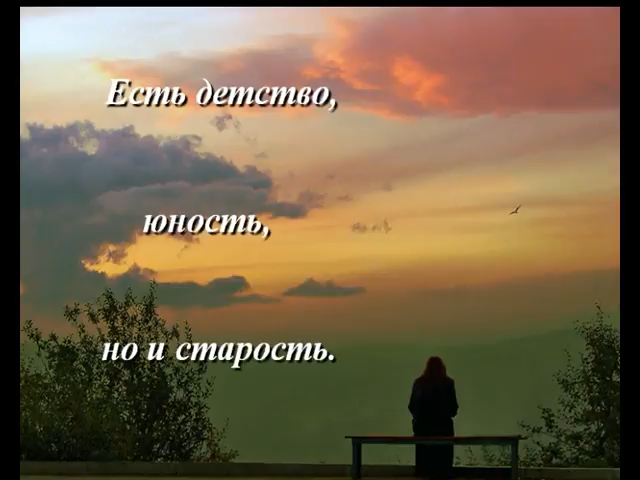 Есть детство,
юность,
но и старость.